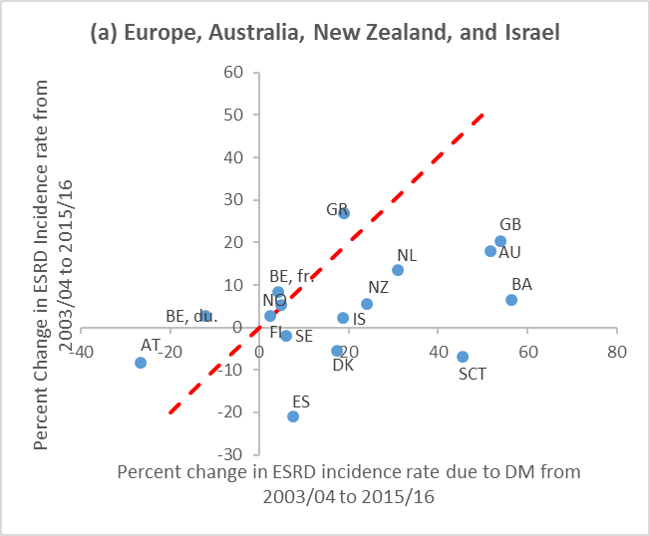 (a) Europe, Australia, New Zealand, and Israel
Percent Change in ESRD Incidence rate from
2003/04 to 2015/16
60
50
40
30
20
10
0
-10
-20
-30
-40
-20
0
20
40
60
80
GR
GB
AU
NL
BE, fr.
NZ
BA
NO
BE, du.
FI
SE
IS
AT
DK
SCT
ES
Percent change in ESRD incidence rate due to DM from
2003/04 to 2015/16